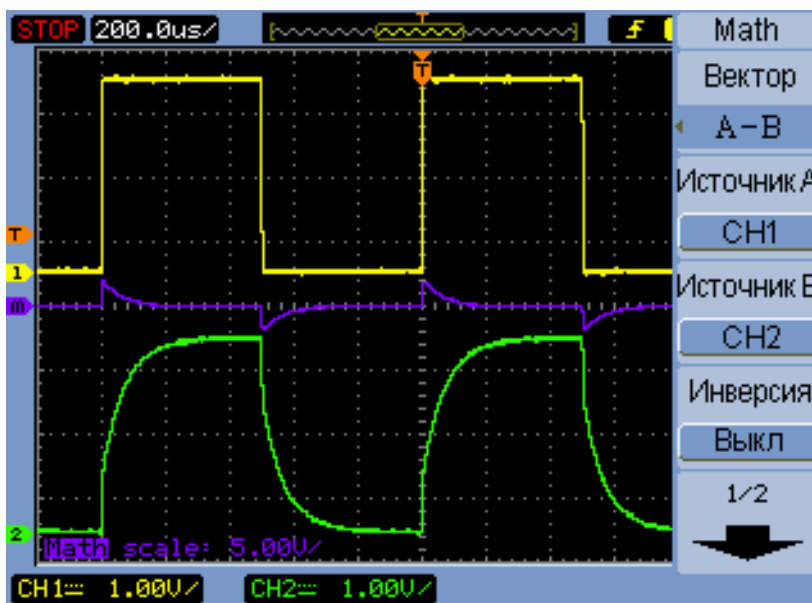 STOP 200.0us/ T Math
T
Вектор
A-B
Источник A
CH1
Источник B
CH2
Инверсия
Выкл
1/2
T
1
m
2
Math scale: 5.00V/
CH1 1.00V/ CH2 1.00V/